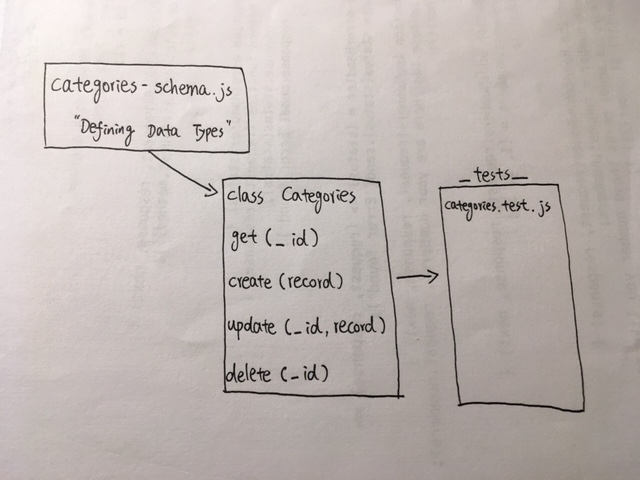 categories-schema.js
"Defining Data Types"
class Categories
get (_id)
create (record)
update (_id, record)
delete (_id)
_tests_
categories.test.js